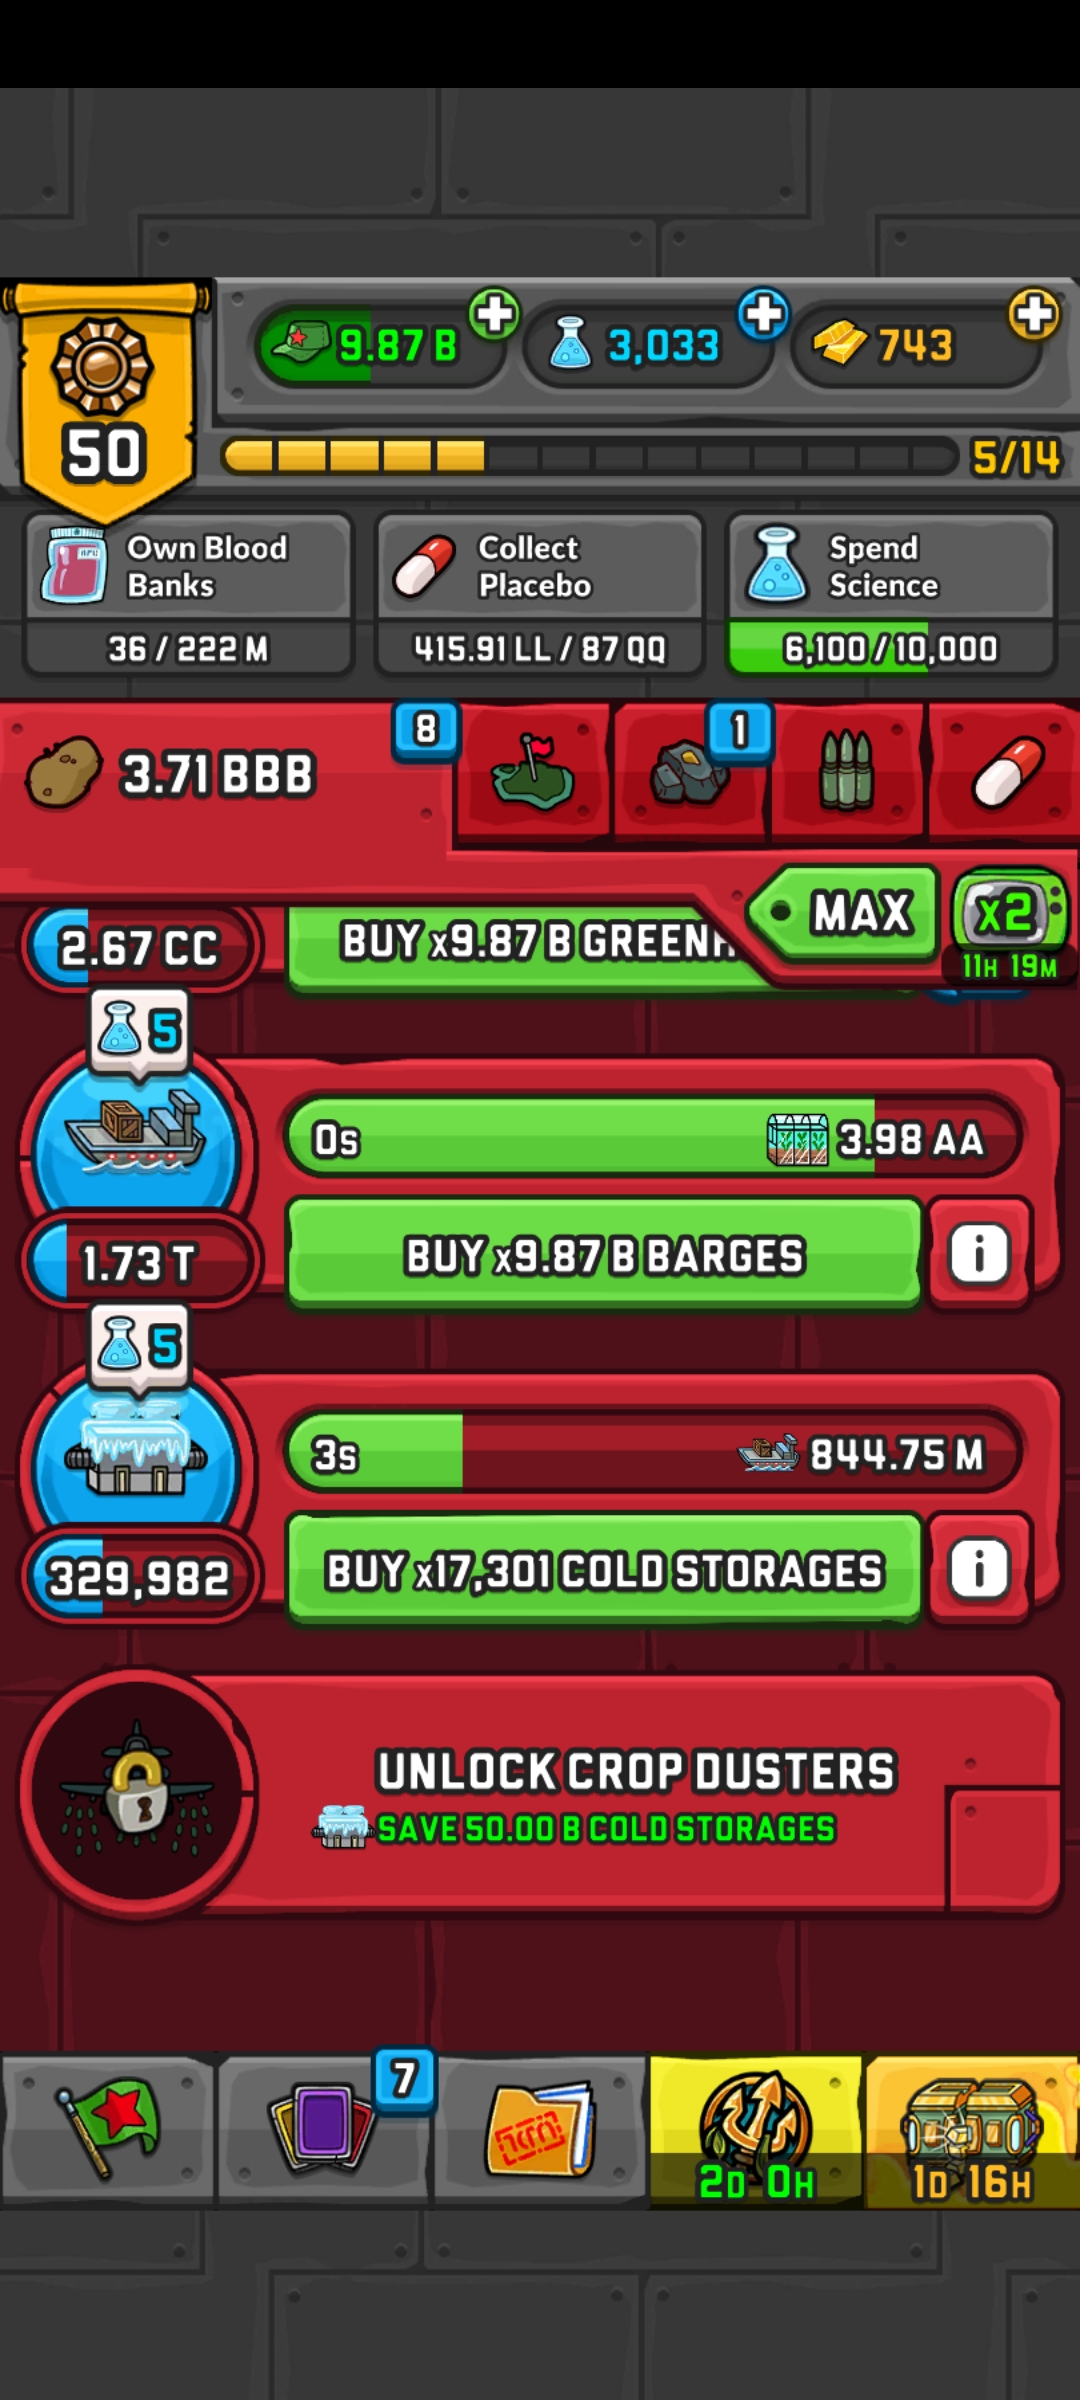 50
9.87 B
3,033
743
5/14
Own Blood
Banks
36 / 222 M
Collect
Placebo
415.91 LL / 87 QQ
Spend
Science
6,100 / 10,000
3.71 BBB
8
1
MAX
x2
11H 19M
2.67 CC
BUY x9.87 B GREENH
5
0s
3.98 AA
1.73 T
BUY x9.87 B BARGES
i
5
3s
844.75 M
329,982
BUY x17,301 COLD STORAGES
i
UNLOCK CROP DUSTERS
SAVE 50.00 B COLD STORAGES
7
2D 0H
1D 16H